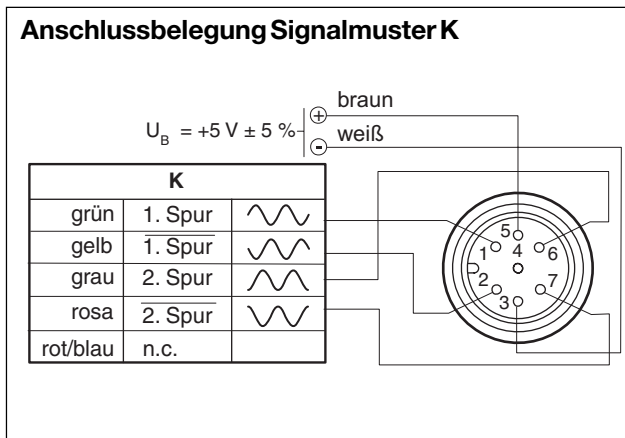 Anschlussbelegung Signalmuster K
braun
U_B = +5 V ± 5 %
+
weiß
-
K
grün 1. Spur
gelb 1. Spur
grau 2. Spur
rosa 2. Spur
rot/blau n.c.
5
1 4 6
2 7
3